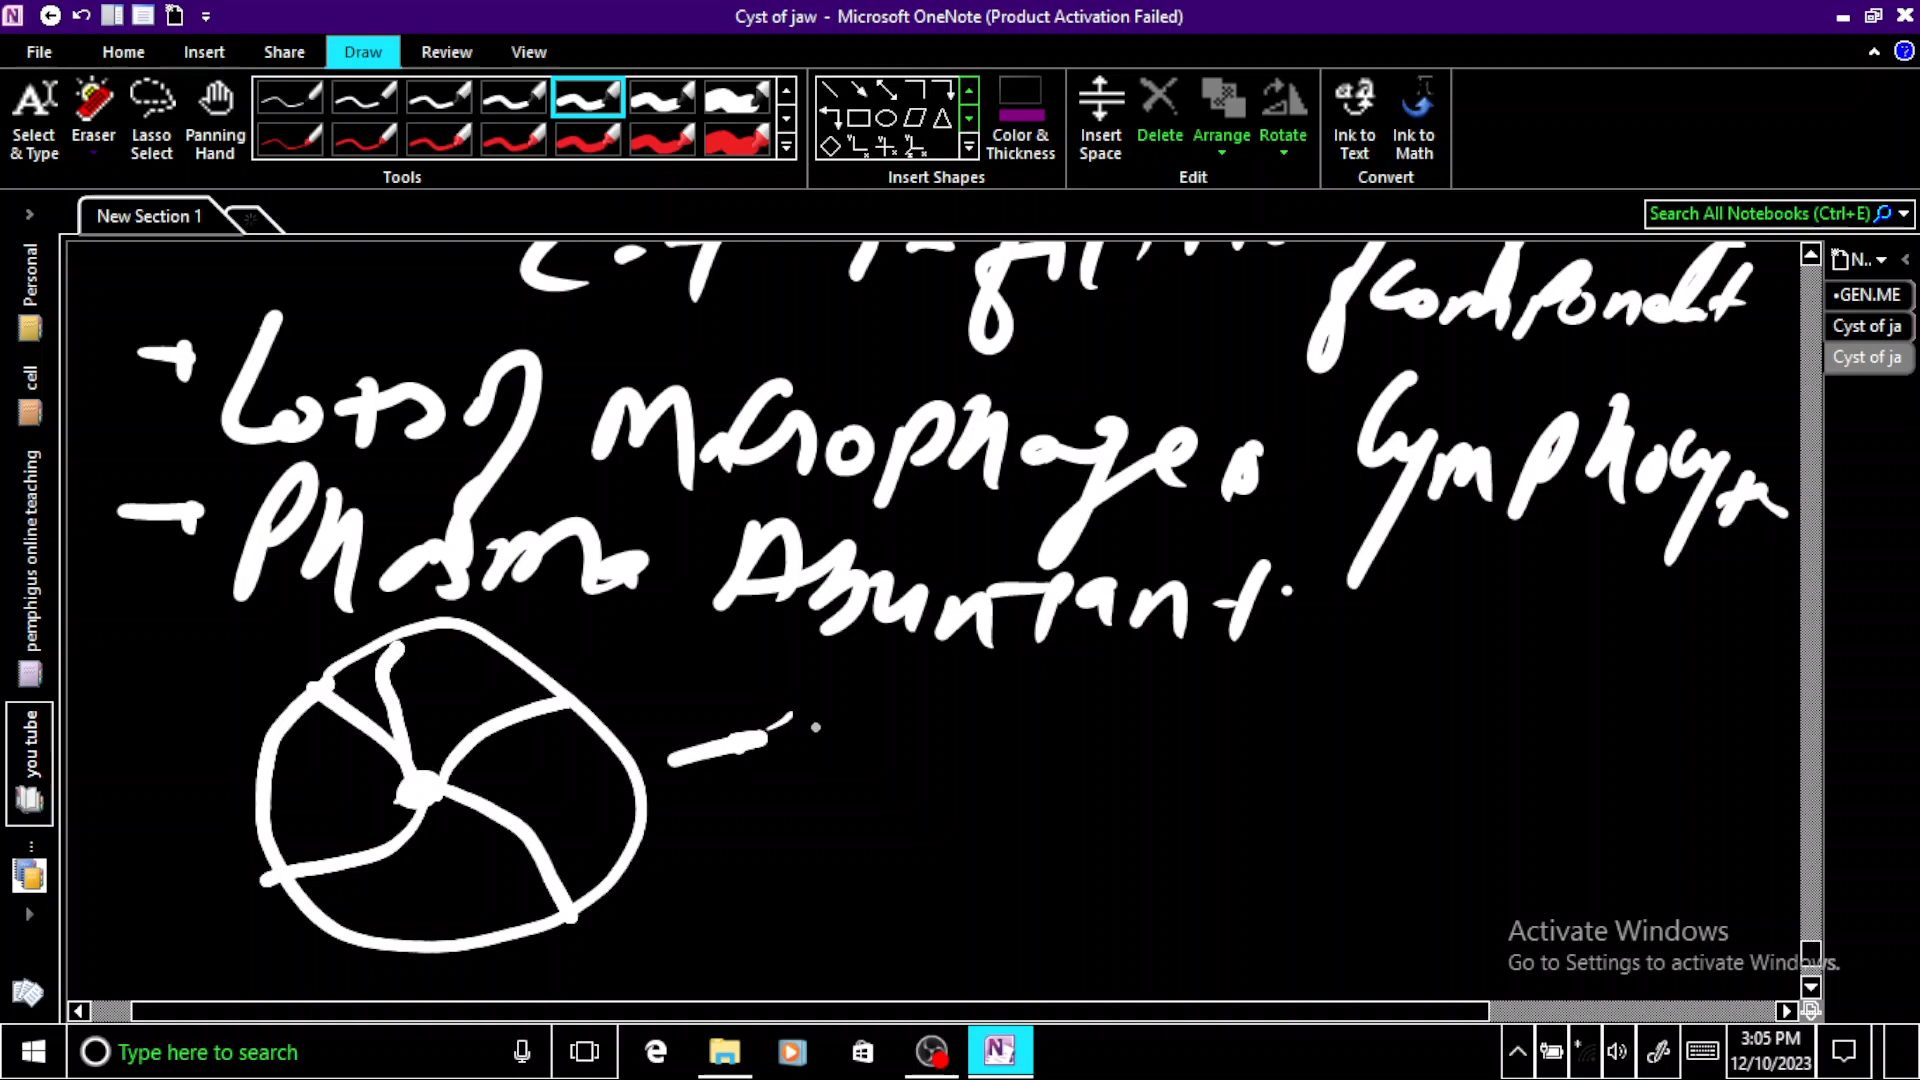 Cyst of jaw - Microsoft OneNote (Product Activation Failed)
File Home Insert Share Draw Review View
Select & Type
Eraser
Lasso Select
Panning Hand
Color & Thickness
Insert Space
Delete
Arrange
Rotate
Ink to Text
Ink to Math
Tools
Insert Shapes
Edit
Convert
New Section 1
Search All Notebooks (Ctrl+E)
Personal
cell
pemphigus online teaching
you tube
N..
•GEN.ME
Cyst of ja
Cyst of ja
component
Lots of Macrophages Lymphocyte
Plasma Abundant.
Activate Windows
Go to Settings to activate Windows.
Type here to search
3:05 PM
12/10/2023